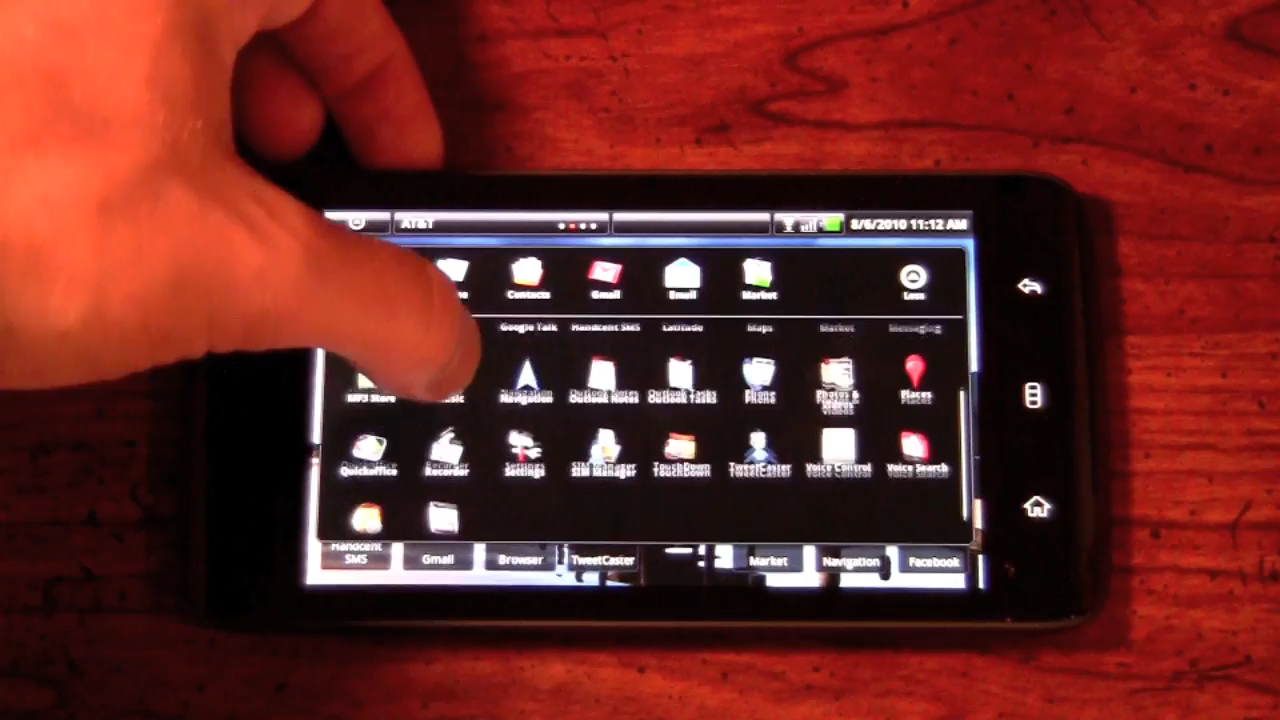 AT&T 8/6/2010 11:12 AM
Contacts Gmail Email Market Less
Google Talk Handcent SMS Latitude Maps Market Messaging
MP3 Store Navigation Outlook Notes Outlook Tasks Phone Photos & Videos Places
Quickoffice Recorder Settings SIM Manager TouchDown TweetCaster Voice Control Voice Search
Handcent SMS Gmail Browser TweetCaster Market Navigation Facebook